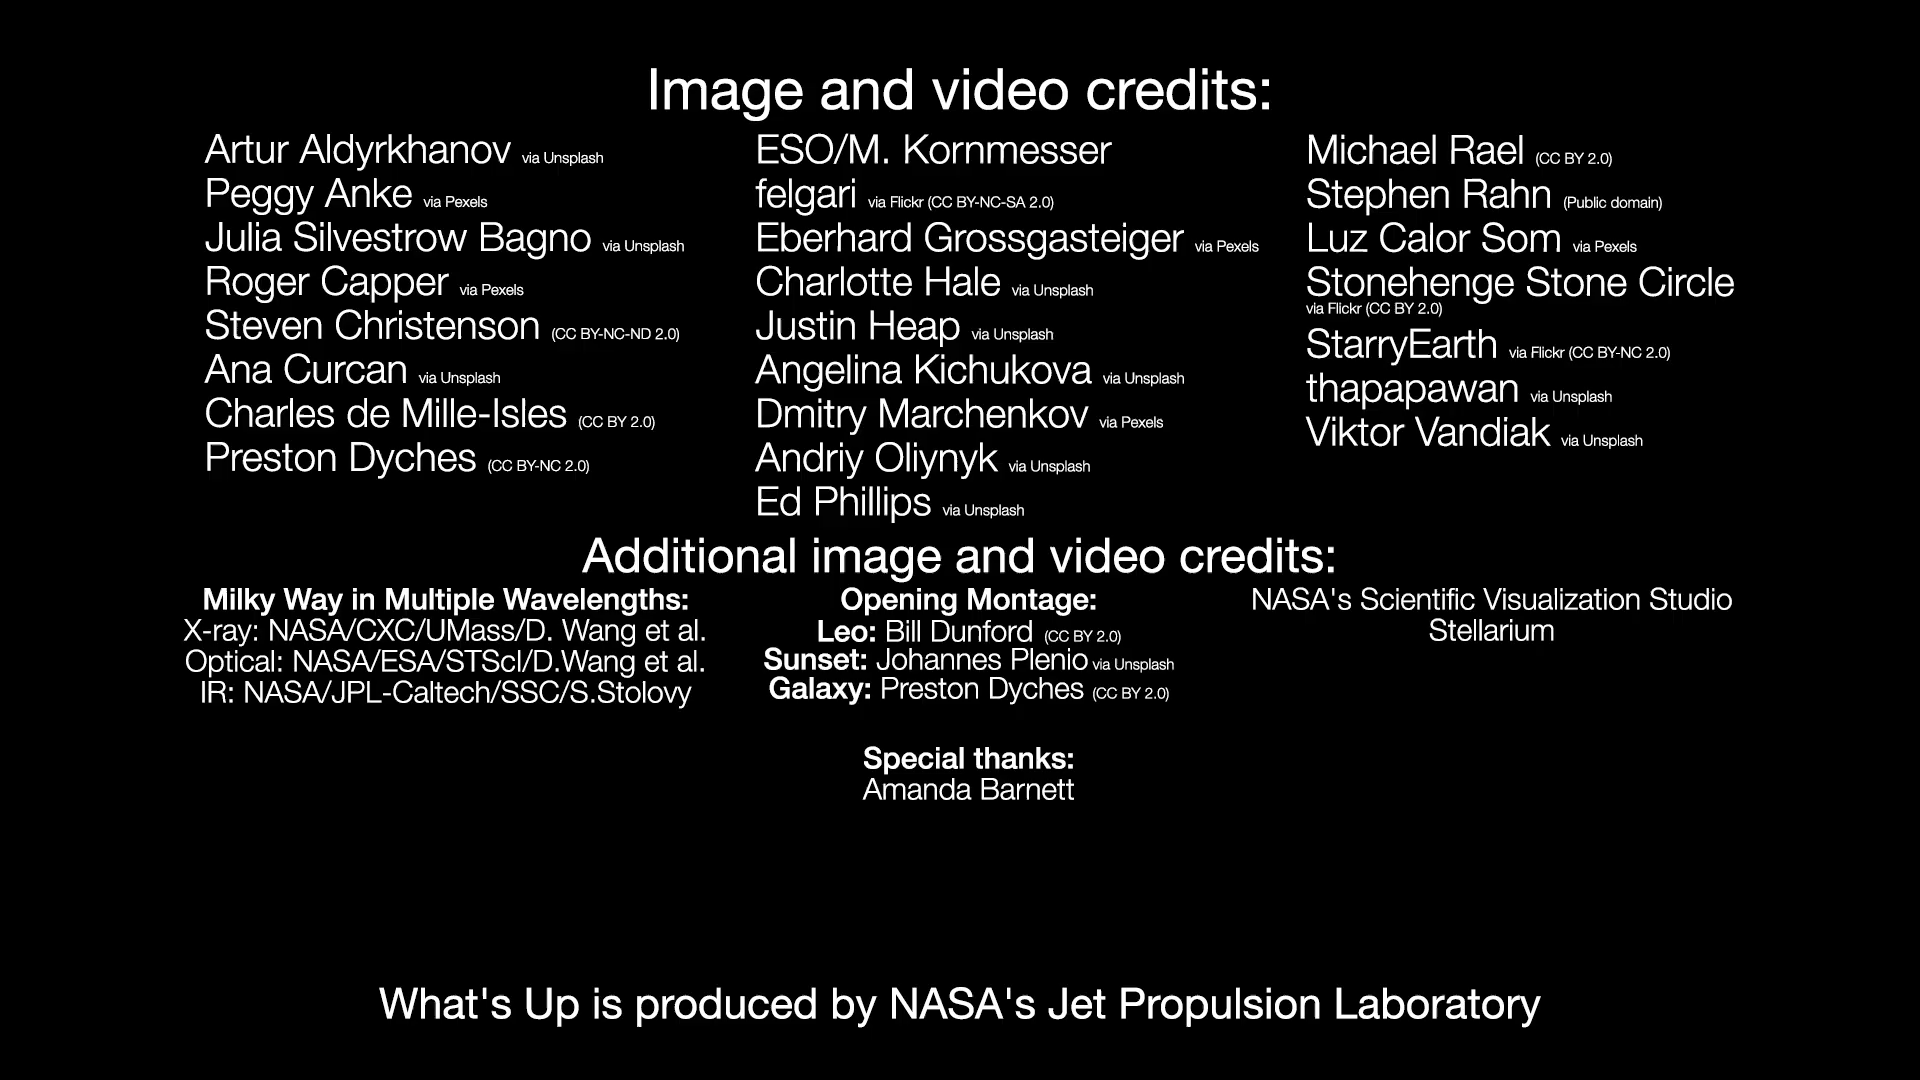 Image and video credits:
Artur Aldyrkhanov via Unsplash
Peggy Anke via Pexels
Julia Silvestrow Bagno via Unsplash
Roger Capper via Pexels
Steven Christenson (CC BY-NC-ND 2.0)
Ana Curcan via Unsplash
Charles de Mille-Isles (CC BY 2.0)
Preston Dyches (CC BY-NC 2.0)
ESO/M. Kornmesser
felgari via Flickr (CC BY-NC-SA 2.0)
Eberhard Grossgasteiger via Pexels
Charlotte Hale via Unsplash
Justin Heap via Unsplash
Angelina Kichukova via Unsplash
Dmitry Marchenkov via Pexels
Andriy Oliynyk via Unsplash
Ed Phillips via Unsplash
Michael Rael (CC BY 2.0)
Stephen Rahn (Public domain)
Luz Calor Som via Pexels
Stonehenge Stone Circle
via Flickr (CC BY 2.0)
StarryEarth via Flickr (CC BY-NC 2.0)
thapapawan via Unsplash
Viktor Vandiak via Unsplash
Additional image and video credits:
Milky Way in Multiple Wavelengths:
X-ray: NASA/CXC/UMass/D. Wang et al.
Optical: NASA/ESA/STScI/D.Wang et al.
IR: NASA/JPL-Caltech/SSC/S.Stolovy
Opening Montage:
Leo: Bill Dunford (CC BY 2.0)
Sunset: Johannes Plenio via Unsplash
Galaxy: Preston Dyches (CC BY 2.0)
NASA's Scientific Visualization Studio
Stellarium
Special thanks:
Amanda Barnett
What's Up is produced by NASA's Jet Propulsion Laboratory